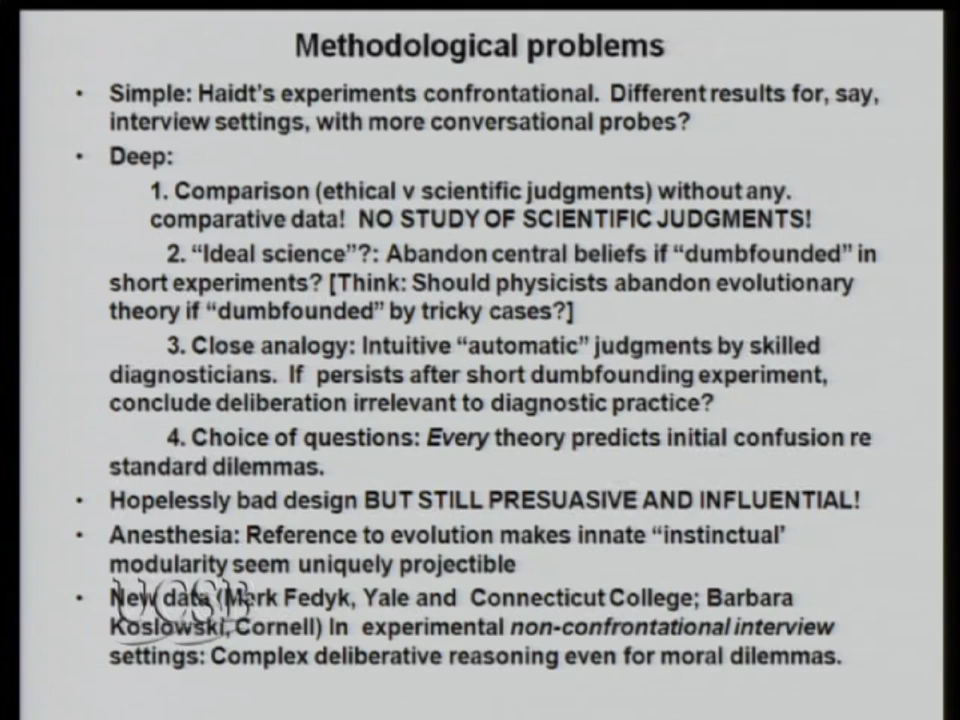 Methodological problems
• Simple: Haidt's experiments confrontational. Different results for, say,
interview settings, with more conversational probes?
• Deep:
1. Comparison (ethical v scientific judgments) without any.
comparative data! NO STUDY OF SCIENTIFIC JUDGMENTS!
2. "Ideal science"?: Abandon central beliefs if "dumbfounded" in
short experiments? [Think: Should physicists abandon evolutionary
theory if "dumbfounded" by tricky cases?]
3. Close analogy: Intuitive "automatic" judgments by skilled
diagnosticians. If persists after short dumbfounding experiment,
conclude deliberation irrelevant to diagnostic practice?
4. Choice of questions: Every theory predicts initial confusion re
standard dilemmas.
• Hopelessly bad design BUT STILL PRESUASIVE AND INFLUENTIAL!
• Anesthesia: Reference to evolution makes innate "instinctual'
modularity seem uniquely projectible
• New data (Mark Fedyk, Yale and Connecticut College; Barbara
Koslowski, Cornell) In experimental non-confrontational interview
settings: Complex deliberative reasoning even for moral dilemmas.
UCSB